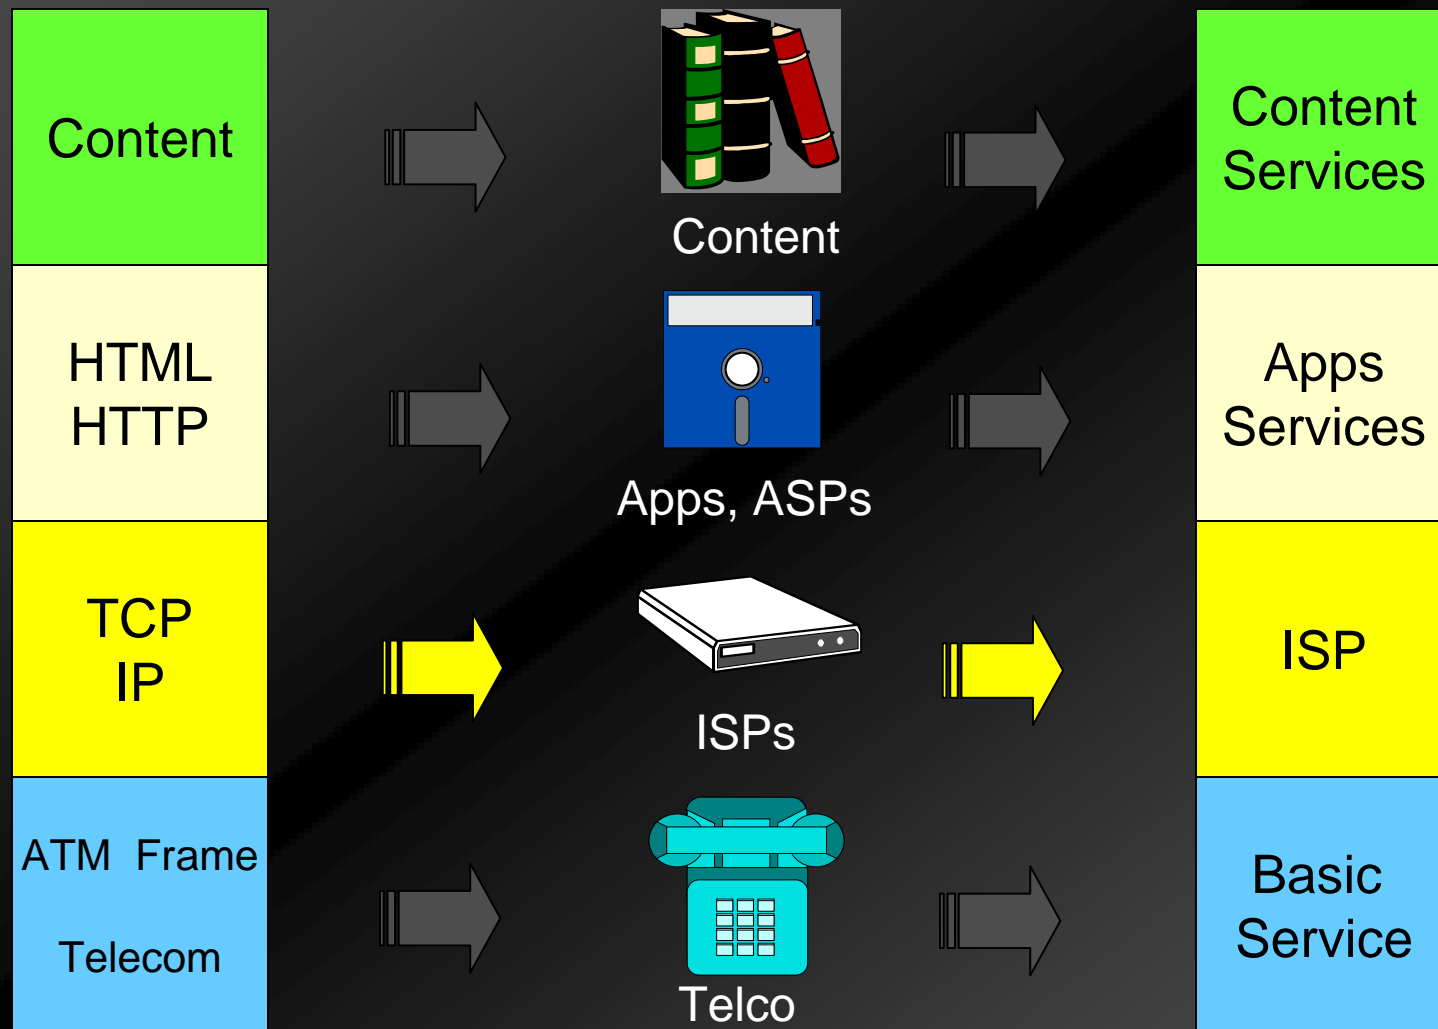 Content
Content
Content
Services
HTML
HTTP
Apps, ASPs
Apps
Services
TCP
IP
ISPs
ISP
ATM  Frame
Telecom
Telco
Basic
Service